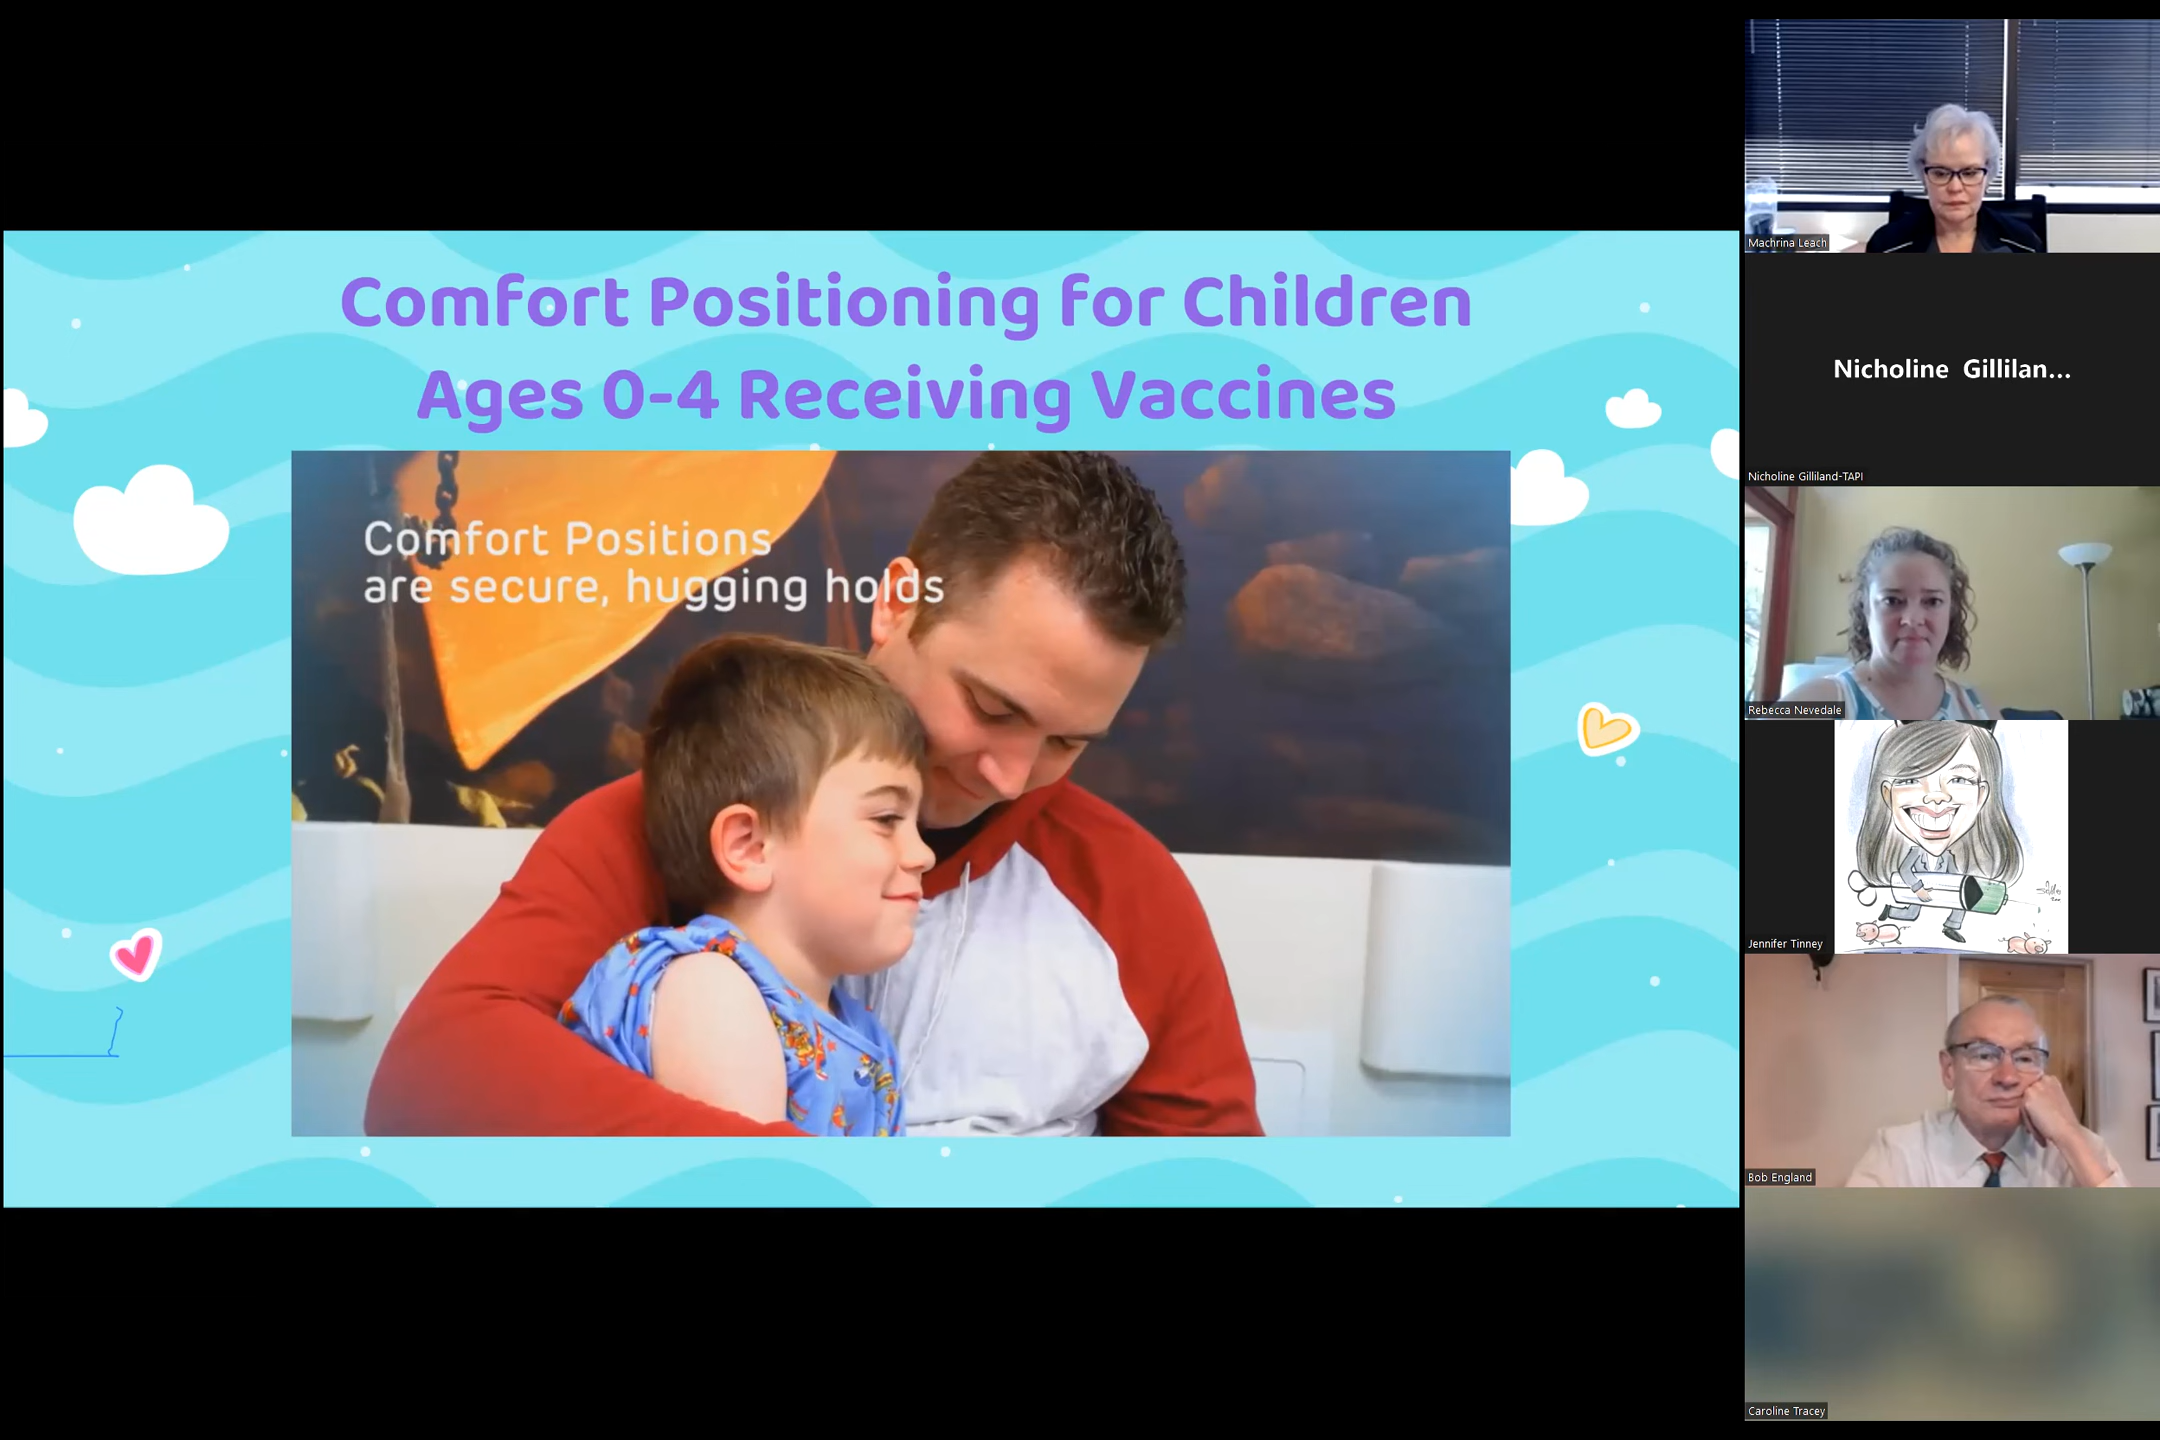 Comfort Positioning for Children
Ages 0-4 Receiving Vaccines
Comfort Positions
are secure, hugging holds
Machrina Leach
Nicholine Gillilan...
Nicholine Gilliland-TAPI
Rebecca Nevedale
Jennifer Tinney
Bob England
Caroline Tracey